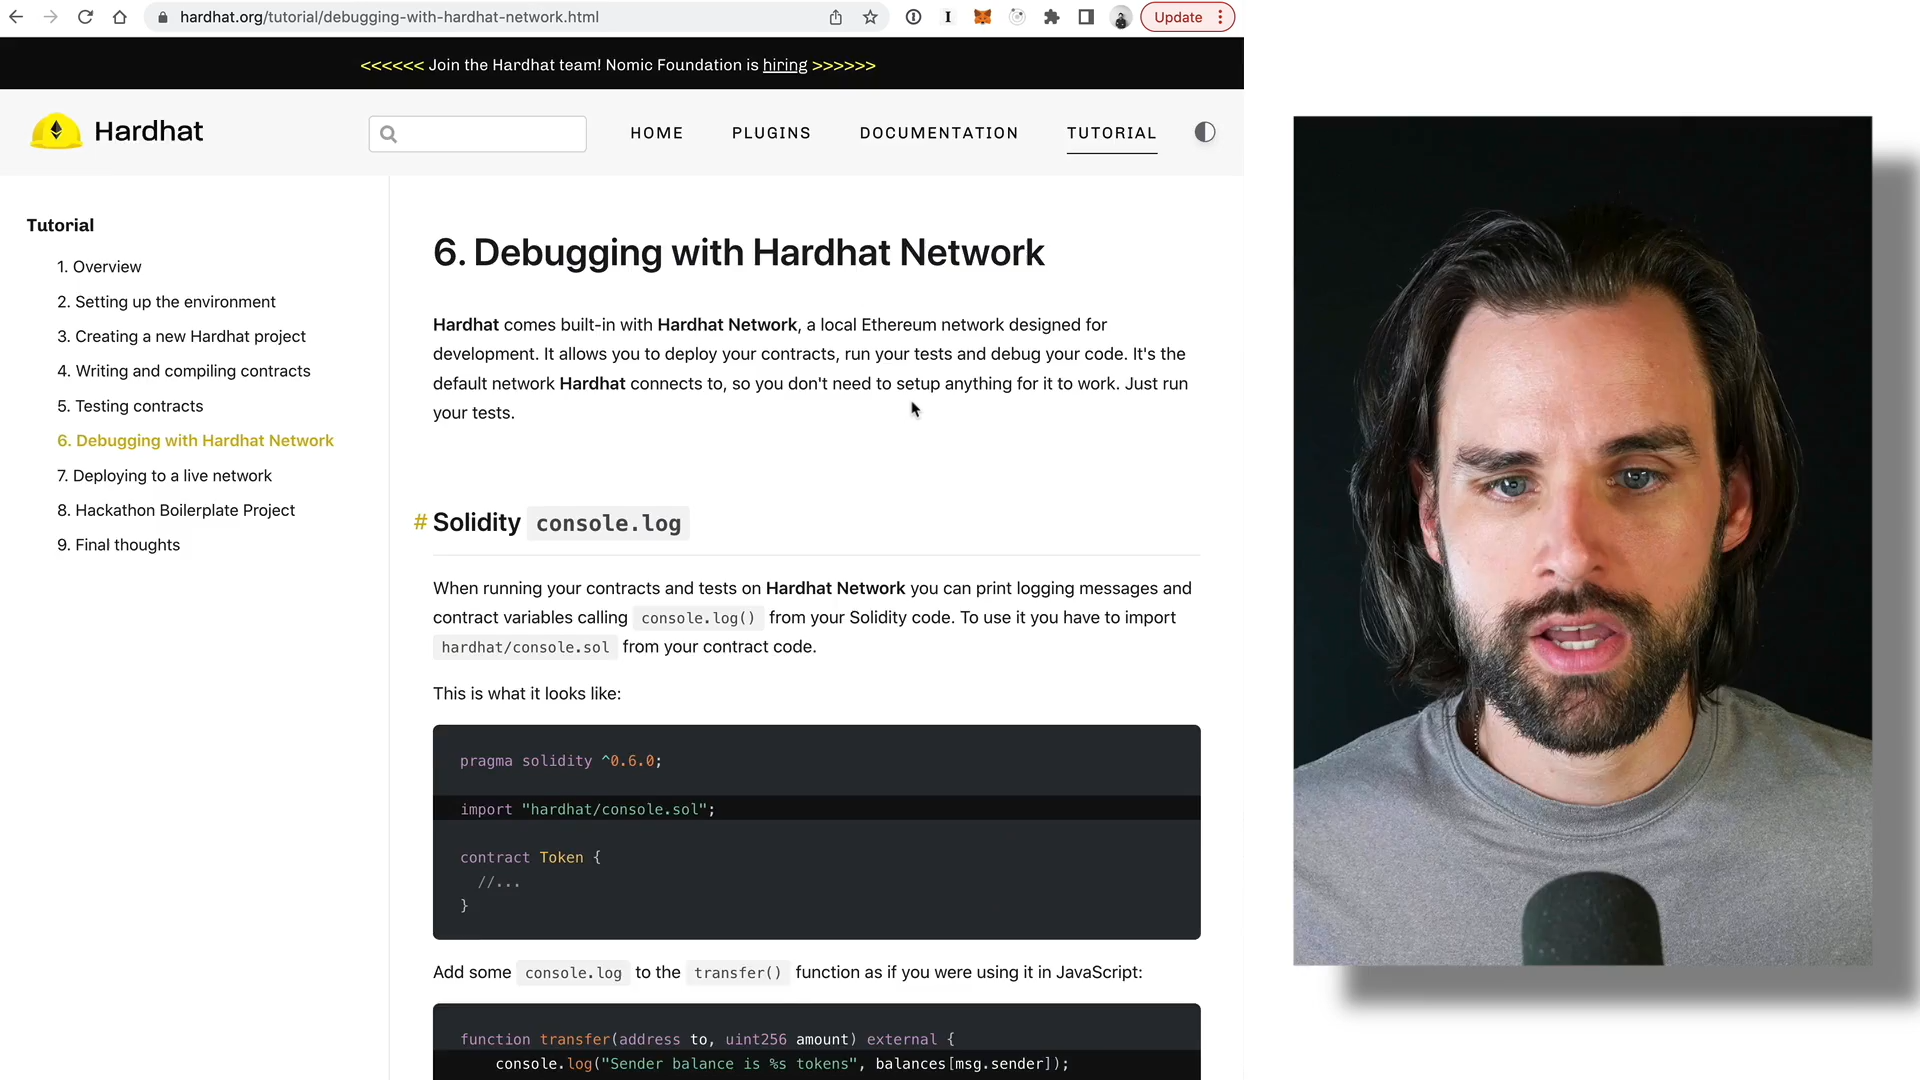 hardhat.org/tutorial/debugging-with-hardhat-network.html
Update
<<<<<< Join the Hardhat team! Nomic Foundation is hiring >>>>>>
Hardhat
HOME
PLUGINS
DOCUMENTATION
TUTORIAL
Tutorial
1. Overview
2. Setting up the environment
3. Creating a new Hardhat project
4. Writing and compiling contracts
5. Testing contracts
6. Debugging with Hardhat Network
7. Deploying to a live network
8. Hackathon Boilerplate Project
9. Final thoughts
6. Debugging with Hardhat Network
Hardhat comes built-in with Hardhat Network, a local Ethereum network designed for
development. It allows you to deploy your contracts, run your tests and debug your code. It's the
default network Hardhat connects to, so you don't need to setup anything for it to work. Just run
your tests.
# Solidity console.log
When running your contracts and tests on Hardhat Network you can print logging messages and
contract variables calling console.log() from your Solidity code. To use it you have to import
hardhat/console.sol from your contract code.
This is what it looks like:
pragma solidity ^0.6.0;
import "hardhat/console.sol";
contract Token {
//...
}
Add some console.log to the transfer() function as if you were using it in JavaScript:
function transfer(address to, uint256 amount) external {
console.log("Sender balance is %s tokens", balances[msg.sender]);